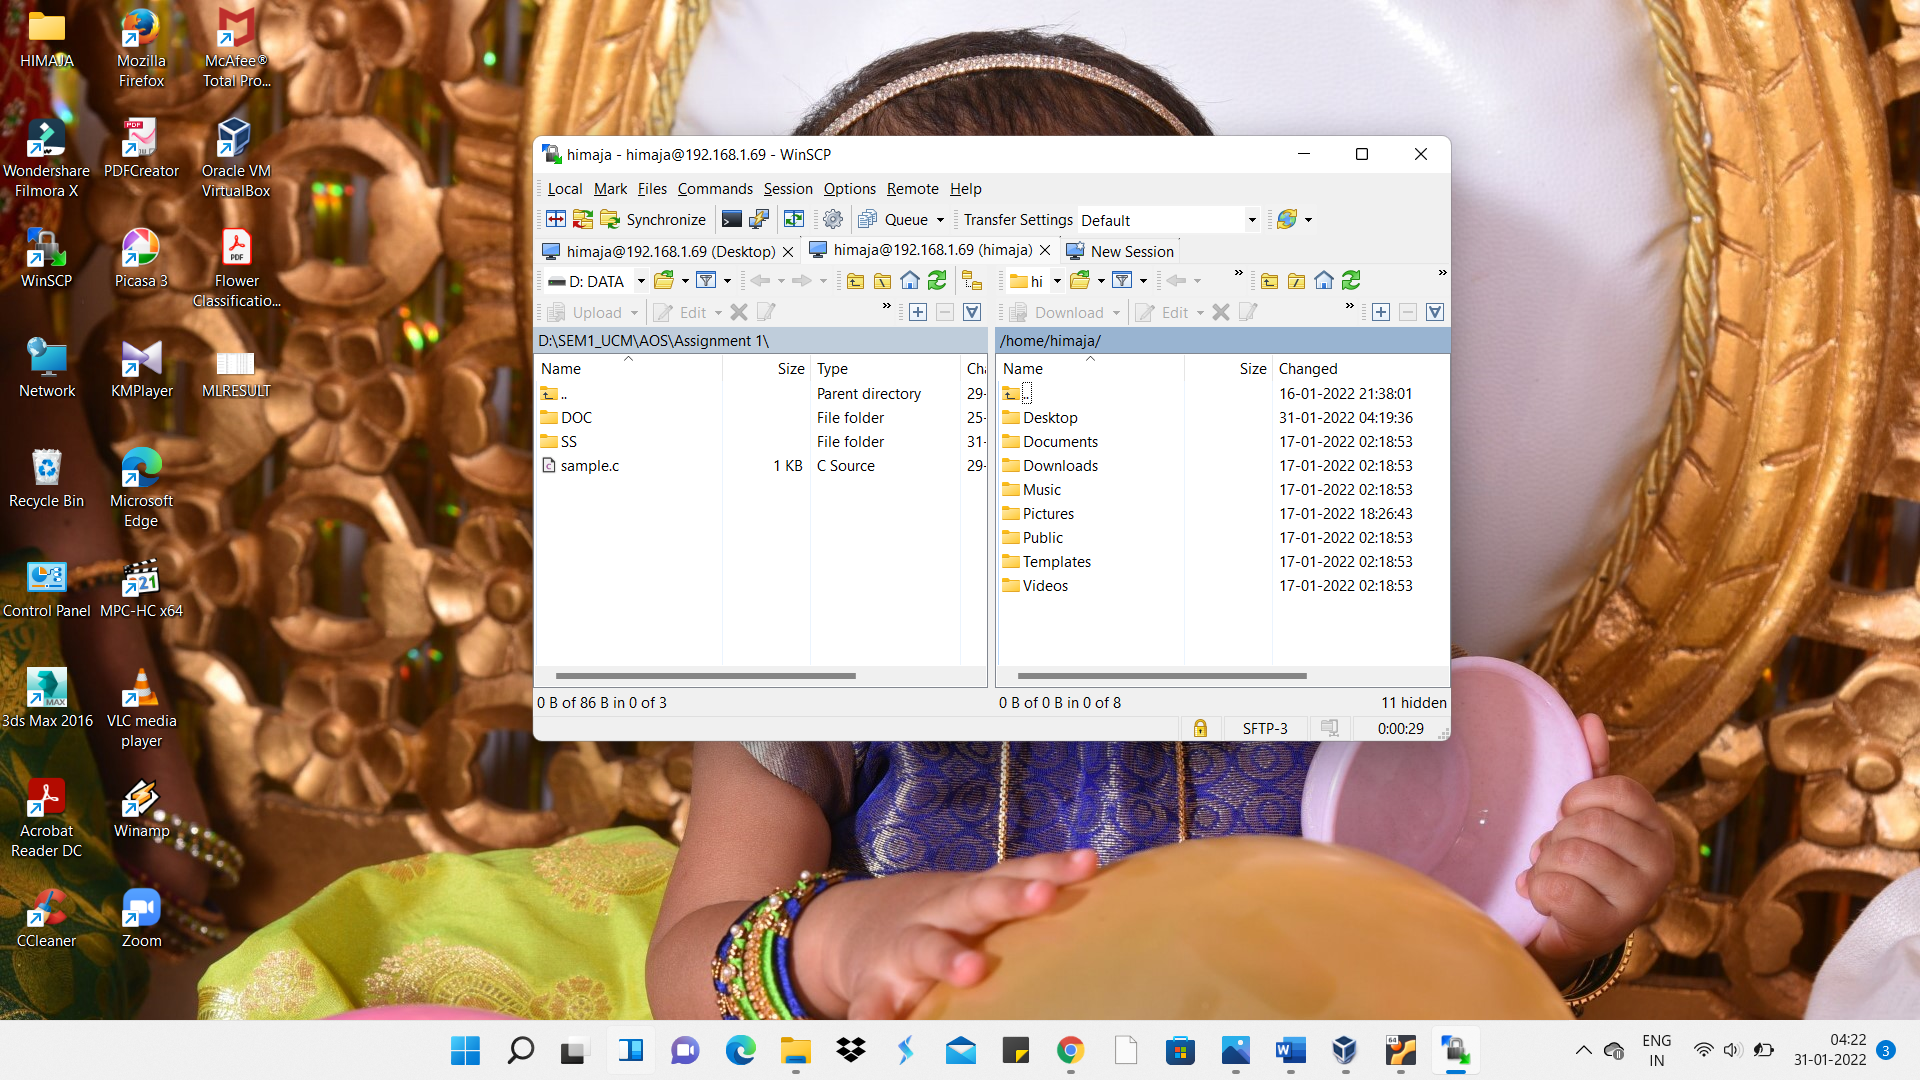 HIMAJA
Mozilla
Firefox
McAfee®
Total Pro...
Wondershare
Filmora X
PDFCreator
Oracle VM
VirtualBox
WinSCP
Picasa 3
Flower
Classificatio...
Network
KMPlayer
MLRESULT
Recycle Bin
Microsoft
Edge
Control Panel
MPC-HC x64
3ds Max 2016
VLC media
player
Acrobat
Reader DC
Winamp
CCleaner
Zoom
himaja - himaja@192.168.1.69 - WinSCP
Local Mark Files Commands Session Options Remote Help
Synchronize Queue Transfer Settings Default
himaja@192.168.1.69 (Desktop) himaja@192.168.1.69 (himaja) New Session
D: DATA hi
Upload Edit Download Edit
D:\SEM1_UCM\AOS\Assignment 1\ /home/himaja/
Name Size Type Cha
.. Parent directory 29-
DOC File folder 25-
SS File folder 31-
sample.c 1 KB C Source 29-
Name Size Changed
.. 16-01-2022 21:38:01
Desktop 31-01-2022 04:19:36
Documents 17-01-2022 02:18:53
Downloads 17-01-2022 02:18:53
Music 17-01-2022 02:18:53
Pictures 17-01-2022 18:26:43
Public 17-01-2022 02:18:53
Templates 17-01-2022 02:18:53
Videos 17-01-2022 02:18:53
0 B of 86 B in 0 of 3 0 B of 0 B in 0 of 8 11 hidden
SFTP-3 0:00:29
ENG
IN
04:22
31-01-2022
3